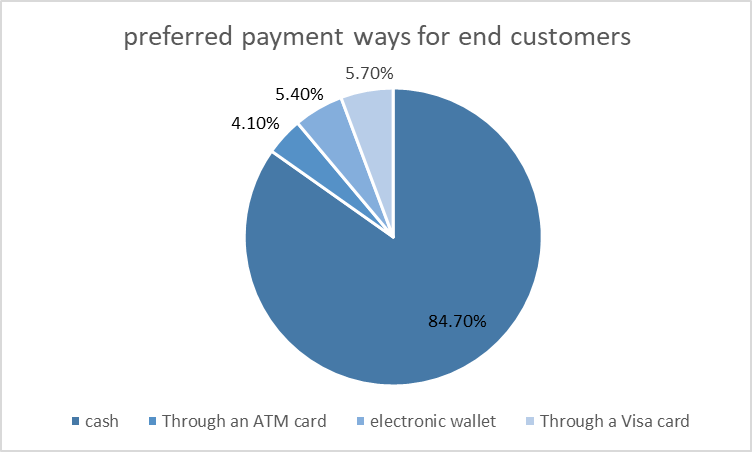 preferred payment ways for end customers
5.70%
5.40%
4.10%
84.70%
cash Through an ATM card electronic wallet Through a Visa card